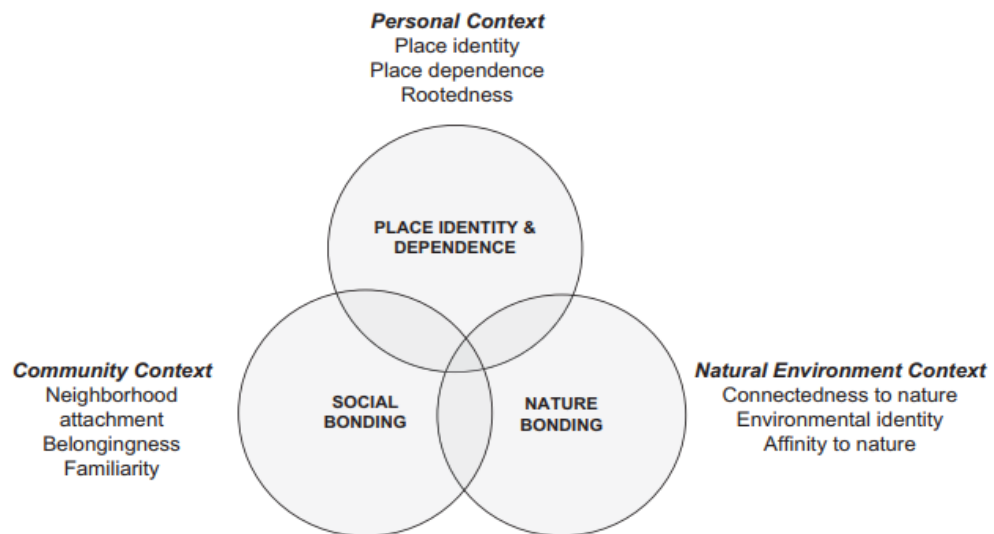 Personal Context
Place identity
Place dependence
Rootedness
PLACE IDENTITY &
DEPENDENCE
Community Context
Neighborhood
attachment
Belongingness
Familiarity
SOCIAL
BONDING
NATURE
BONDING
Natural Environment Context
Connectedness to nature
Environmental identity
Affinity to nature